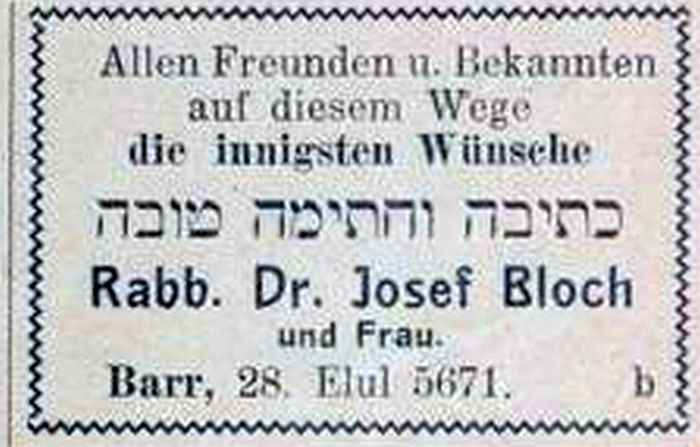 Allen Freunden u. Bekannten
auf diesem Wege
die innigsten Wünsche
כתיבה וחתימה טובה
Rabb. Dr. Josef Bloch
und Frau.
Barr, 28. Elul 5671. b